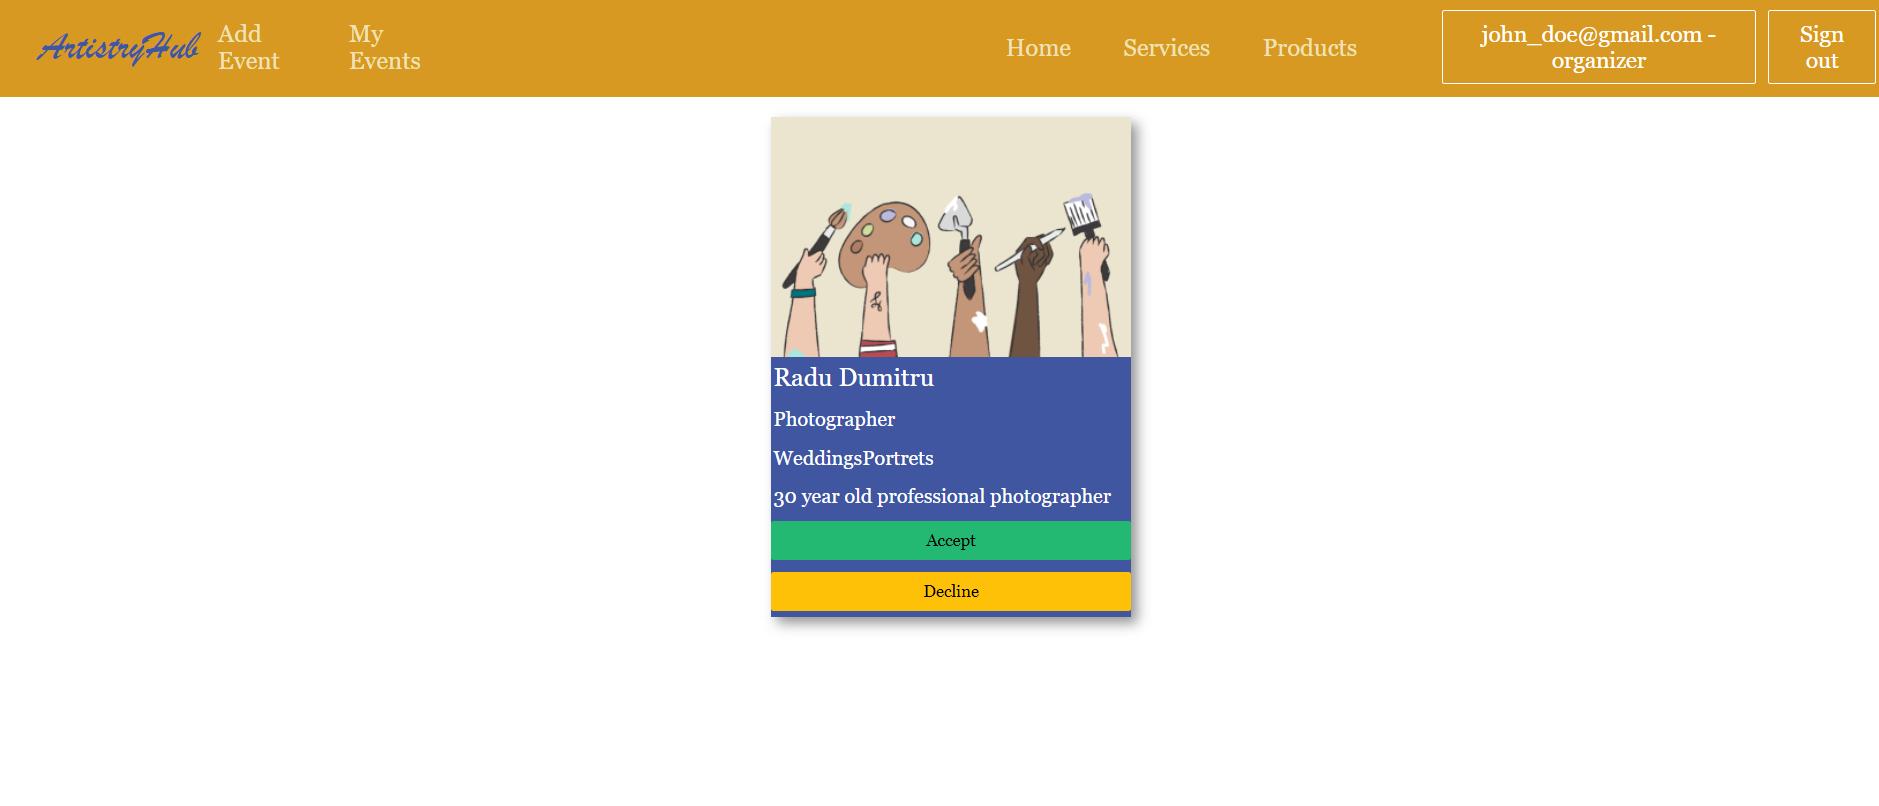 ArtistryHub
Add
Event
My
Events
Home
Services
Products
john_doe@gmail.com -
organizer
Sign
out
Radu Dumitru
Photographer
WeddingsPortrets
30 year old professional photographer
Accept
Decline